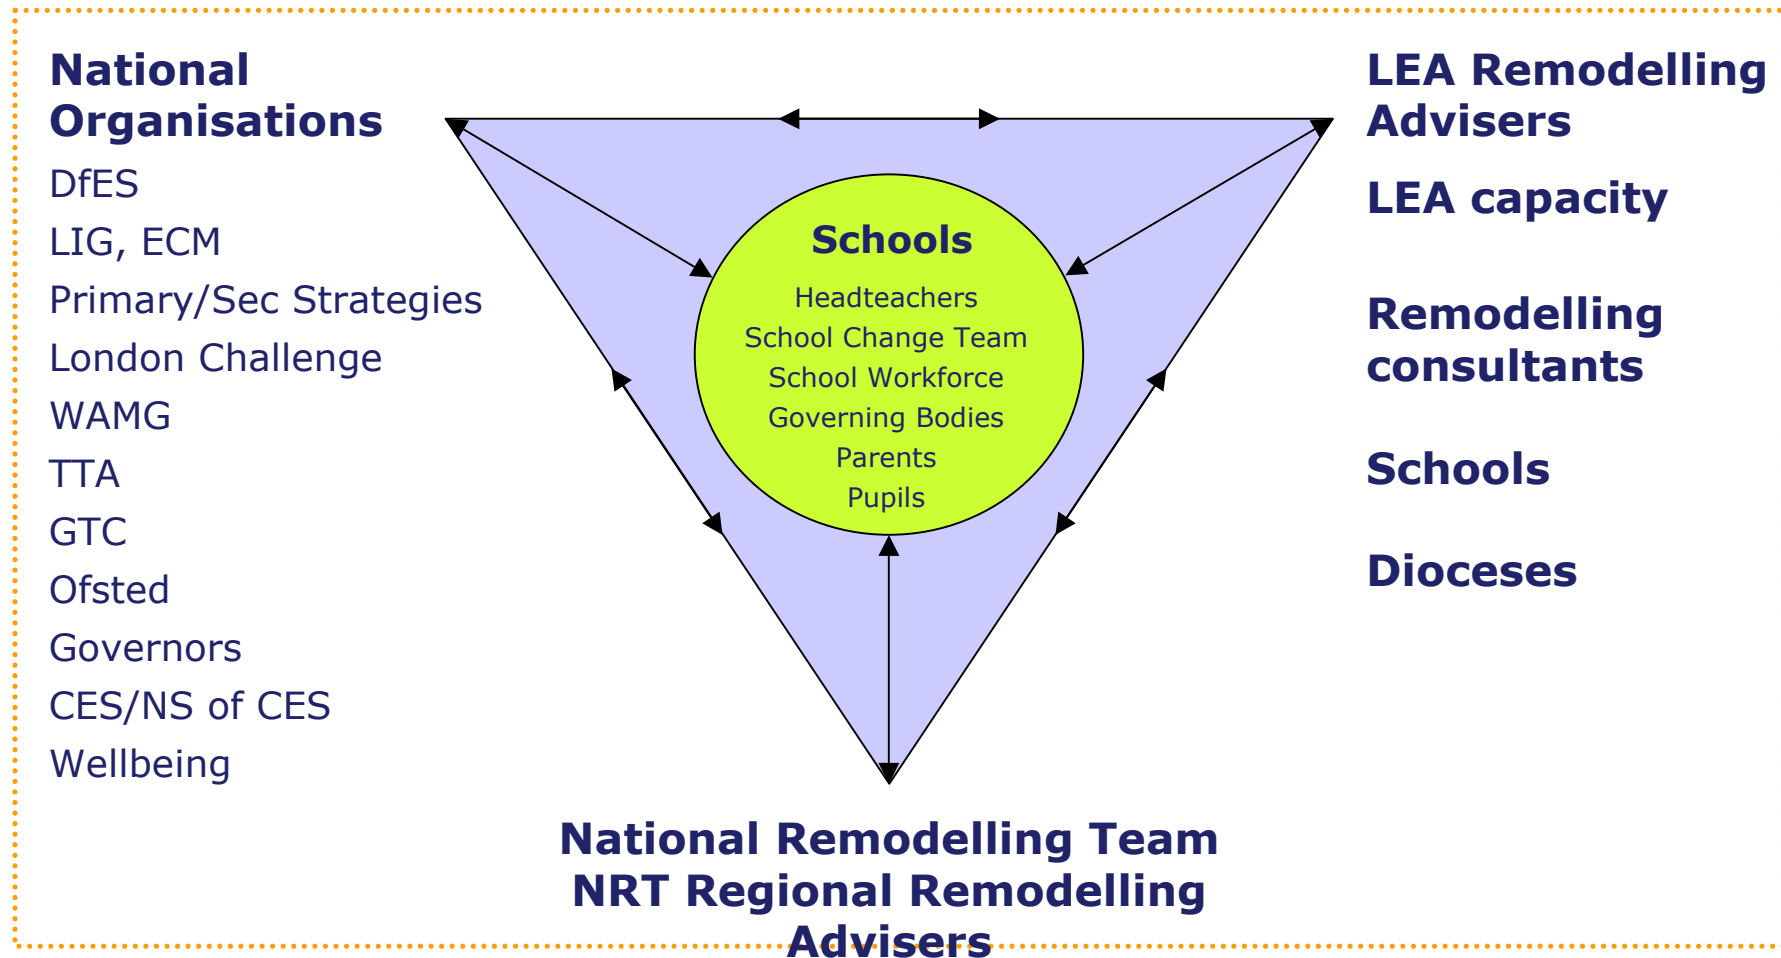 National
Organisations
DfES
LIG, ECM
Primary/Sec Strategies
London Challenge
WAMG
TTA
GTC
Ofsted
Governors
CES/NS of CES
Wellbeing
Schools
Headteachers
School Change Team
School Workforce
Governing Bodies
Parents
Pupils
LEA Remodelling
Advisers
LEA capacity
Remodelling
consultants
Schools
Dioceses
National Remodelling Team
NRT Regional Remodelling
Advisers